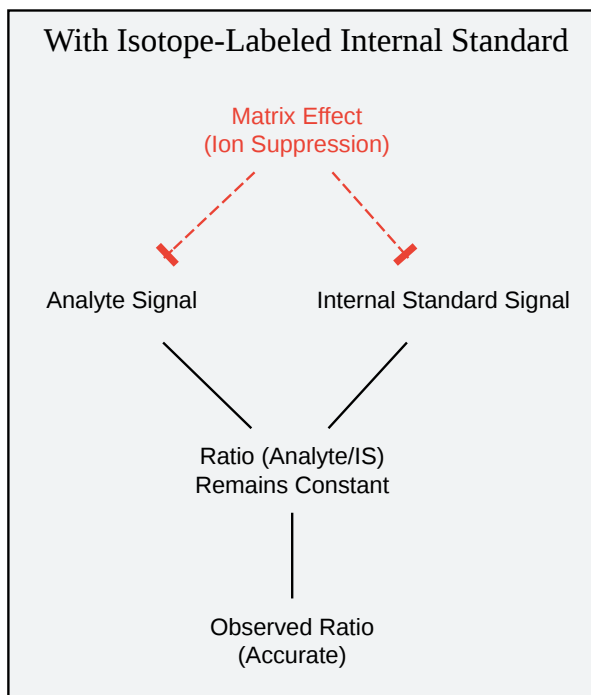 With Isotope-Labeled Internal Standard
Matrix Effect
(Ion Suppression)
Analyte Signal
Internal Standard Signal
Ratio (Analyte/IS)
Remains Constant
Observed Ratio
(Accurate)